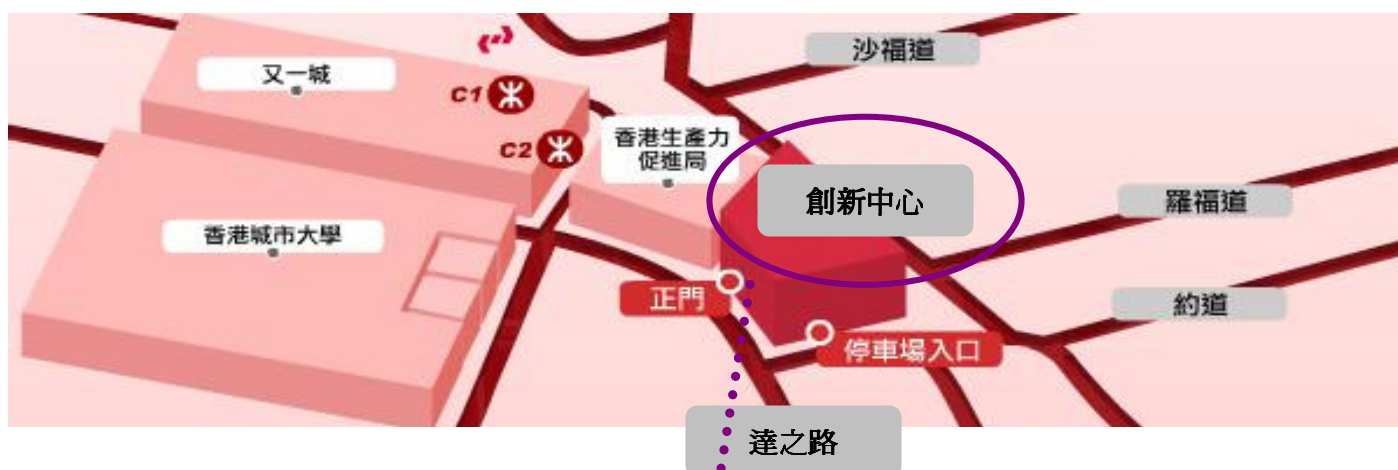 沙福道
又一城
C1
C2
香港生產力
促進局
創新中心
羅福道
香港城市大學
正門
約道
停車場入口
達之路